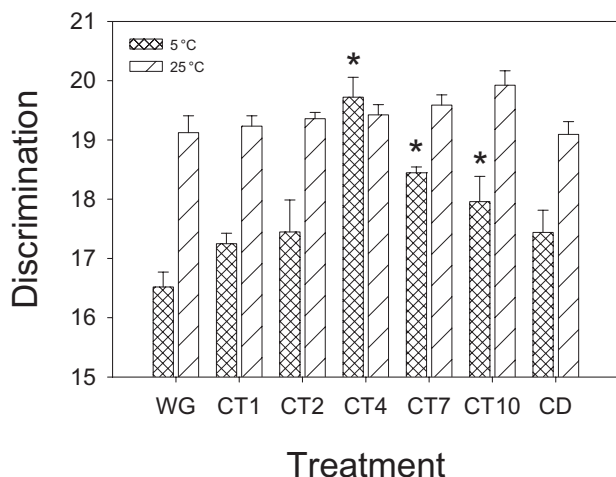 21
20
19
18
17
16
15
Discrimination
5 °C
25 °C
*
*
*
WG CT1 CT2 CT4 CT7 CT10 CD
Treatment